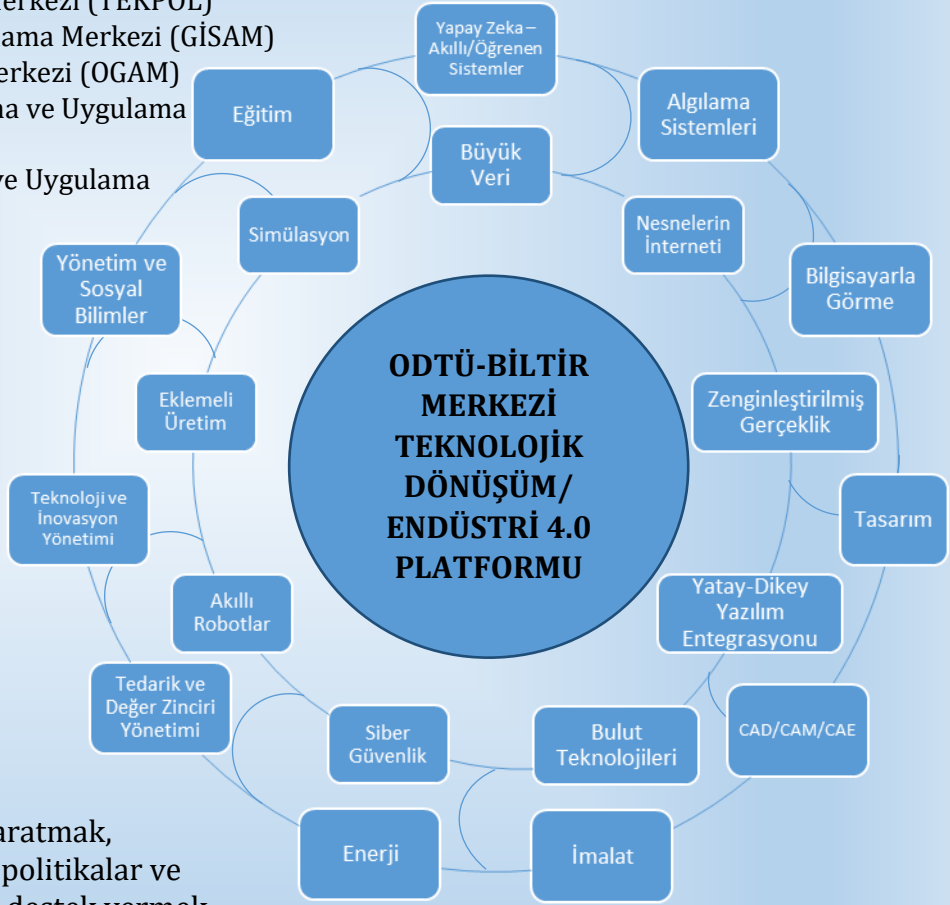 Merkezi (TEKPOL)
ama Merkezi (GİSAM)
erkezi (OGAM)
na ve Uygulama
ve Uygulama
Yapay Zeka –
Akıllı/Öğrenen
Sistemler
Eğitim
Algılama
Sistemleri
Büyük
Veri
Simülasyon
Nesnelerin
İnterneti
Yönetim ve
Sosyal
Bilimler
Bilgisayarla
Görme
ODTÜ-BİLTİR
MERKEZİ
TEKNOLOJİK
DÖNÜŞÜM/
ENDÜSTRİ 4.0
PLATFORMU
Eklemeli
Üretim
Zenginleştirilmiş
Gerçeklik
Teknoloji ve
İnovasyon
Yönetimi
Tasarım
Akıllı
Robotlar
Yatay-Dikey
Yazılım
Entegrasyonu
Tedarik ve
Değer Zinciri
Yönetimi
Siber
Güvenlik
Bulut
Teknolojileri
CAD/CAM/CAE
Enerji
İmalat
aratmak,
politikalar ve
destek vermek